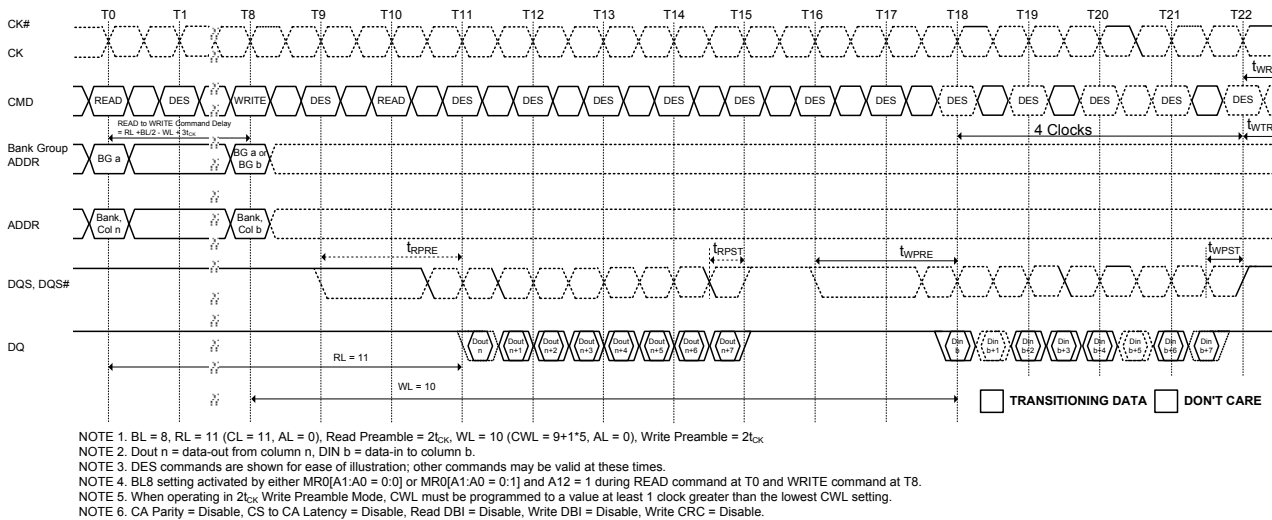 T0 T1 T8 T9 T10 T11 T12 T13 T14 T15 T16 T17 T18 T19 T20 T21 T22
CK#
CK
tWR
CMD READ DES WRITE DES READ DES DES DES DES DES DES DES DES DES DES DES DES
READ to WRITE Command Delay
= RL +BL/2 - WL + 3tCK
4 Clocks
tWTR
Bank Group
ADDR
BG a
BG a or
BG b
ADDR
Bank,
Col n
Bank,
Col b
tRPRE
tRPST
tWPRE
tWPST
DQS, DQS#
DQ
Dout n
Dout n+1
Dout n+2
Dout n+3
Dout n+4
Dout n+5
Dout n+6
Dout n+7
Din b
Din b+1
Din b+2
Din b+3
Din b+4
Din b+5
Din b+6
Din b+7
RL = 11
WL = 10
TRANSITIONING DATA DON'T CARE
NOTE 1. BL = 8, RL = 11 (CL = 11, AL = 0), Read Preamble = 2tCK, WL = 10 (CWL = 9+1*5, AL = 0), Write Preamble = 2tCK
NOTE 2. Dout n = data-out from column n, DIN b = data-in to column b.
NOTE 3. DES commands are shown for ease of illustration; other commands may be valid at these times.
NOTE 4. BL8 setting activated by either MR0[A1:A0 = 0:0] or MR0[A1:A0 = 0:1] and A12 = 1 during READ command at T0 and WRITE command at T8.
NOTE 5. When operating in 2tCK Write Preamble Mode, CWL must be programmed to a value at least 1 clock greater than the lowest CWL setting.
NOTE 6. CA Parity = Disable, CS to CA Latency = Disable, Read DBI = Disable, Write DBI = Disable, Write CRC = Disable.